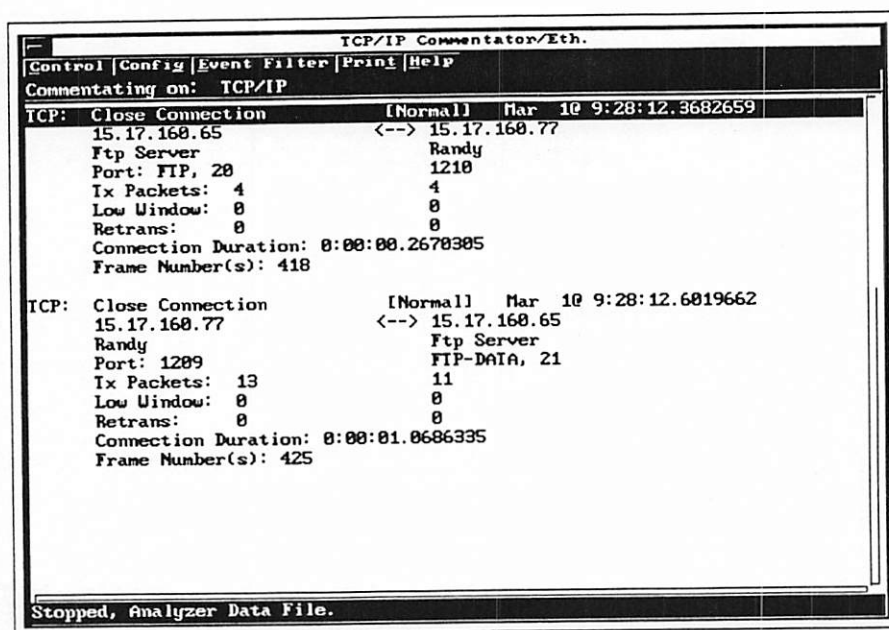 TCP/IP Commentator/Eth.
Control Config Event Filter Print Help
Commentating on: TCP/IP
TCP: Close Connection [Normal] Mar 10 9:28:12.3682659
15.17.160.65 <--> 15.17.160.77
Ftp Server Randy
Port: FTP, 20 1210
Tx Packets: 4 4
Low Window: 0 0
Retrans: 0 0
Connection Duration: 0:00:00.2670305
Frame Number(s): 418
TCP: Close Connection [Normal] Mar 10 9:28:12.6019662
15.17.160.77 <--> 15.17.160.65
Randy Ftp Server
Port: 1209 FTP-DATA, 21
Tx Packets: 13 11
Low Window: 0 0
Retrans: 0 0
Connection Duration: 0:00:01.0686335
Frame Number(s): 425
Stopped, Analyzer Data File.